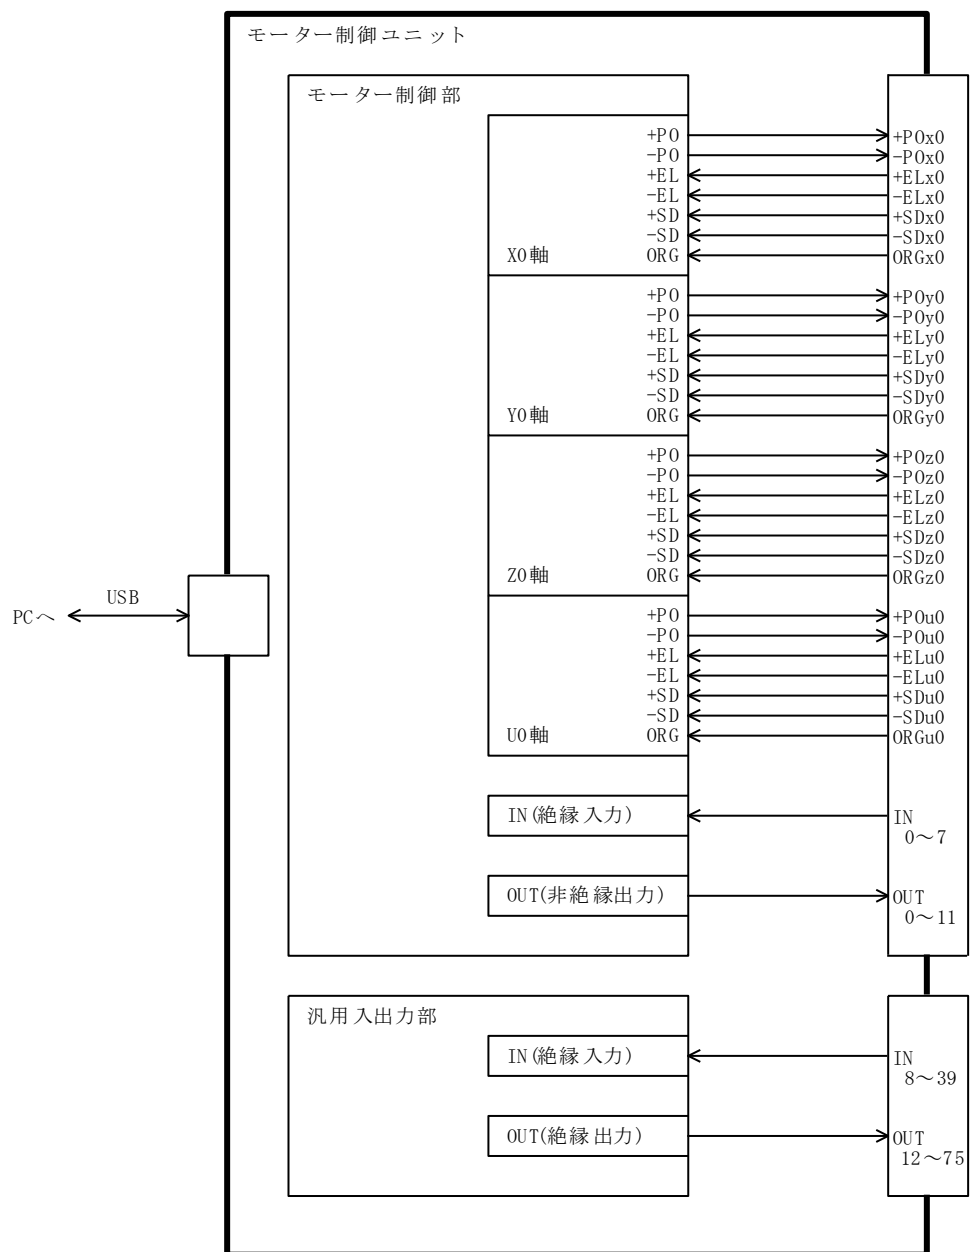 モーター制御ユニット
モーター制御部
+PO
-PO
+EL
-EL
+SD
-SD
X0軸 ORG
+POx0
-POx0
+ELx0
-ELx0
+SDx0
-SDx0
ORGx0
+PO
-PO
+EL
-EL
+SD
-SD
Y0軸 ORG
+POy0
-POy0
+ELy0
-ELy0
+SDy0
-SDy0
ORGy0
+PO
-PO
+EL
-EL
+SD
-SD
Z0軸 ORG
+POz0
-POz0
+ELz0
-ELz0
+SDz0
-SDz0
ORGz0
PCへ
USB
+PO
-PO
+EL
-EL
+SD
-SD
U0軸 ORG
+POu0
-POu0
+ELu0
-ELu0
+SDu0
-SDu0
ORGu0
IN(絶縁入力)
IN
0～7
OUT(非絶縁出力)
OUT
0～11
汎用入出力部
IN(絶縁入力)
IN
8～39
OUT(絶縁出力)
OUT
12～75